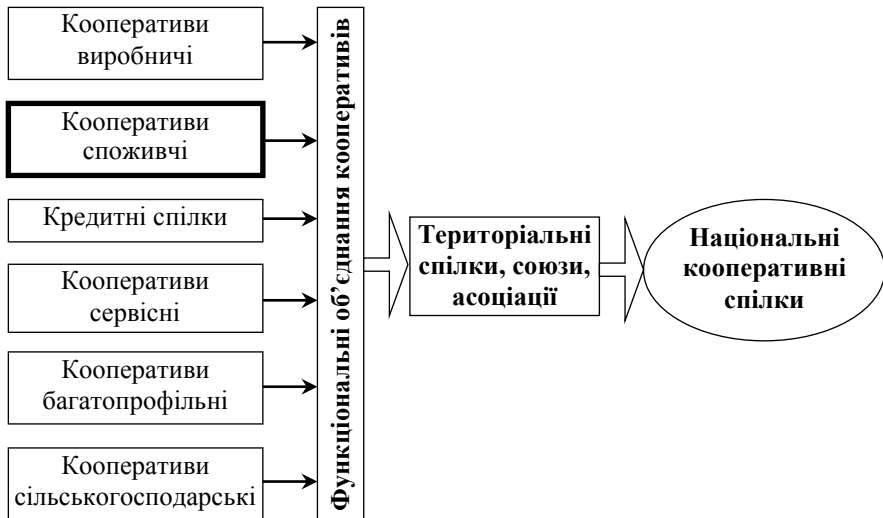 Кооперативи
виробничі
Кооперативи
споживчі
Кредитні спілки
Кооперативи
сервісні
Кооперативи
багатопрофільні
Кооперативи
сільськогосподарські
Функціональні об’єднання кооперативів
Територіальні
спілки, союзи,
асоціації
Національні
кооперативні
спілки